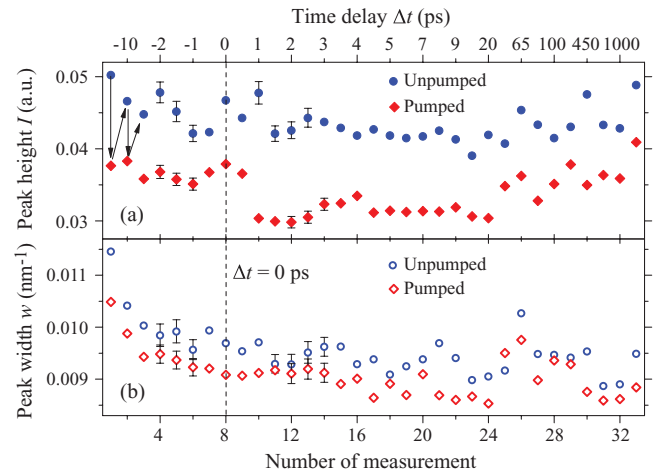 Time delay Δt (ps)
-10 -2 -1 0 1 2 3 5 7 9 20 65 100 450 1000
Peak height I (a.u.)
0.05
0.04
0.03
Unpumped
Pumped
(a)
Peak width w (nm⁻¹)
0.011
0.010
0.009
Δt = 0 ps
Unpumped
Pumped
(b)
4 8 12 16 20 24 28 32
Number of measurement